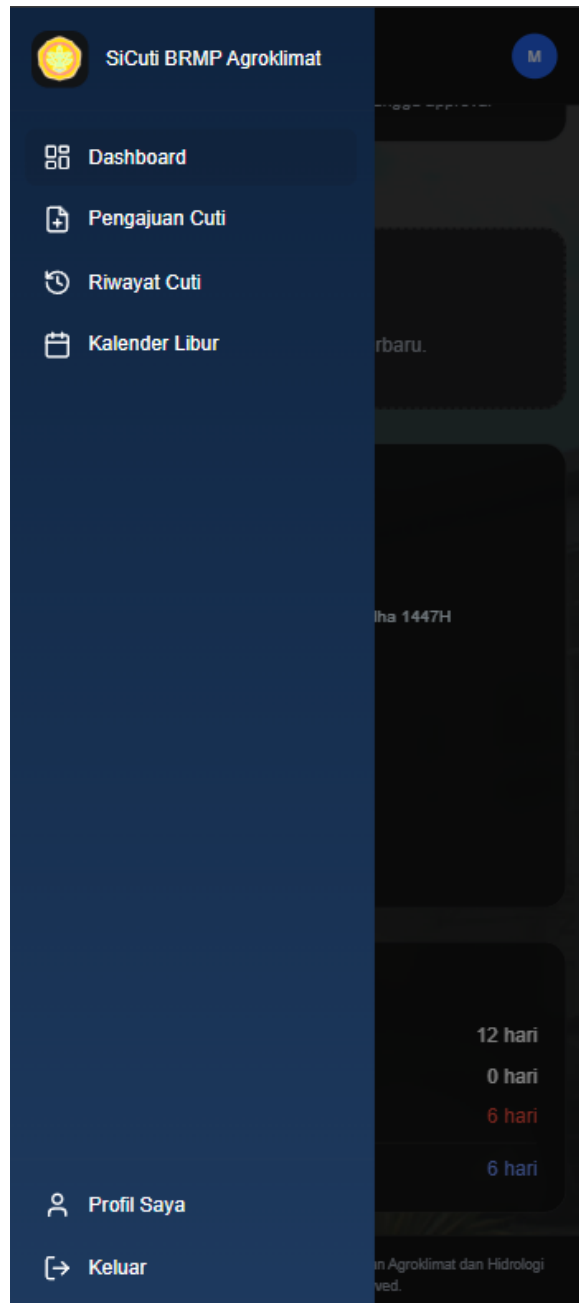 SiCuti BRMP Agroklimat
M
Dashboard
Pengajuan Cuti
Riwayat Cuti
Kalender Libur
rbaru.
lha 1447H
12 hari
0 hari
6 hari
6 hari
Profil Saya
Keluar
n Agroklimat dan Hidrologi
ved.